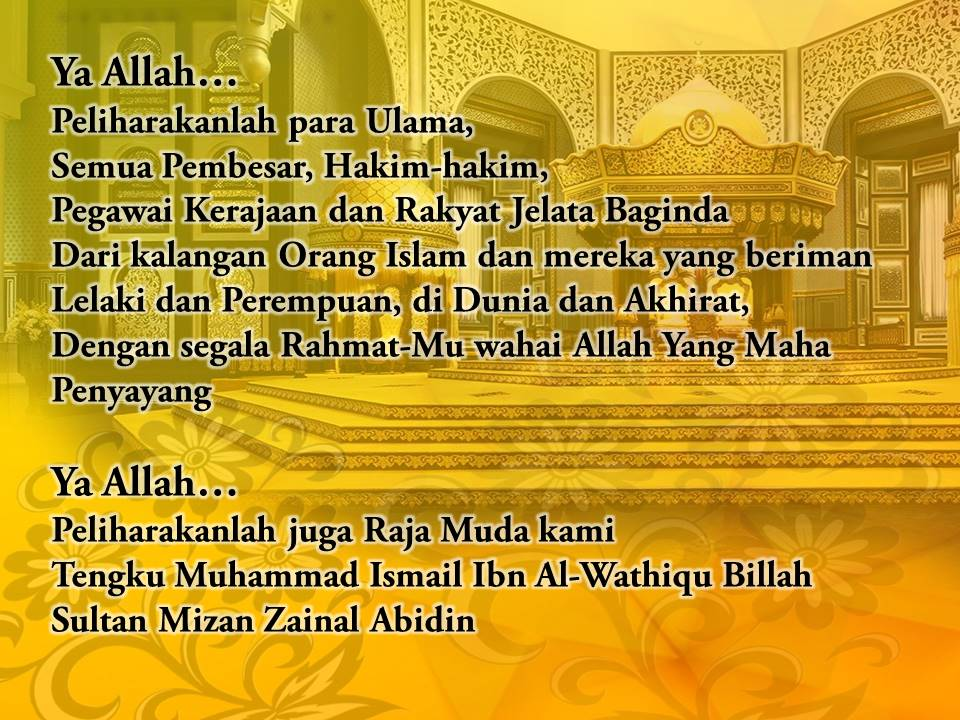 Ya Allah…
Peliharakanlah para Ulama,
Semua Pembesar, Hakim-hakim,
Pegawai Kerajaan dan Rakyat Jelata Baginda
Dari kalangan Orang Islam dan mereka yang beriman
Lelaki dan Perempuan, di Dunia dan Akhirat,
Dengan segala Rahmat-Mu wahai Allah Yang Maha
Penyayang
Ya Allah…
Peliharakanlah juga Raja Muda kami
Tengku Muhammad Ismail Ibn Al-Wathiqu Billah
Sultan Mizan Zainal Abidin